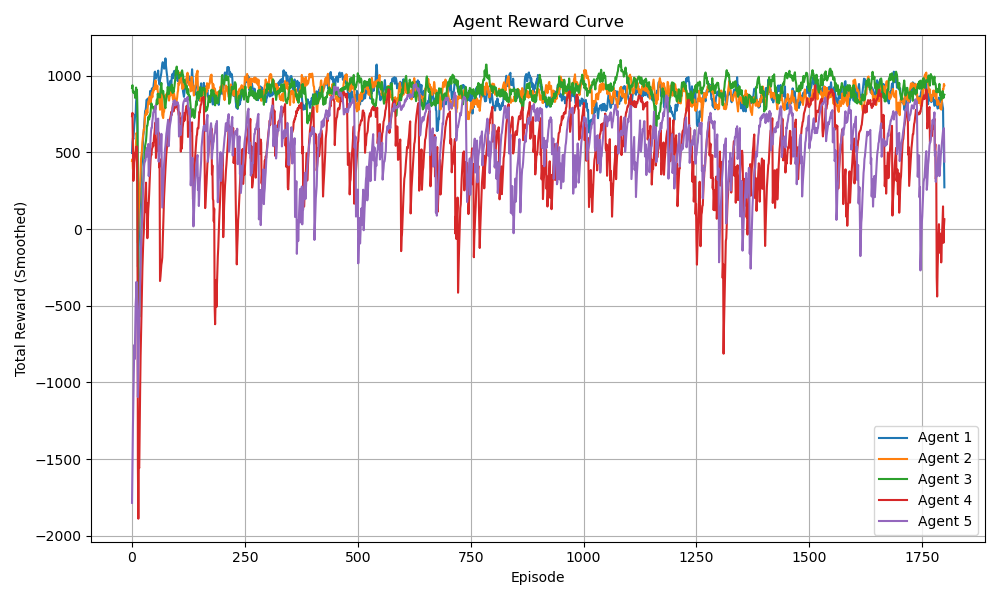 Agent Reward Curve
Total Reward (Smoothed)
1000
500
0
−500
−1000
−1500
−2000
0 250 500 750 1000 1250 1500 1750
Episode
Agent 1
Agent 2
Agent 3
Agent 4
Agent 5